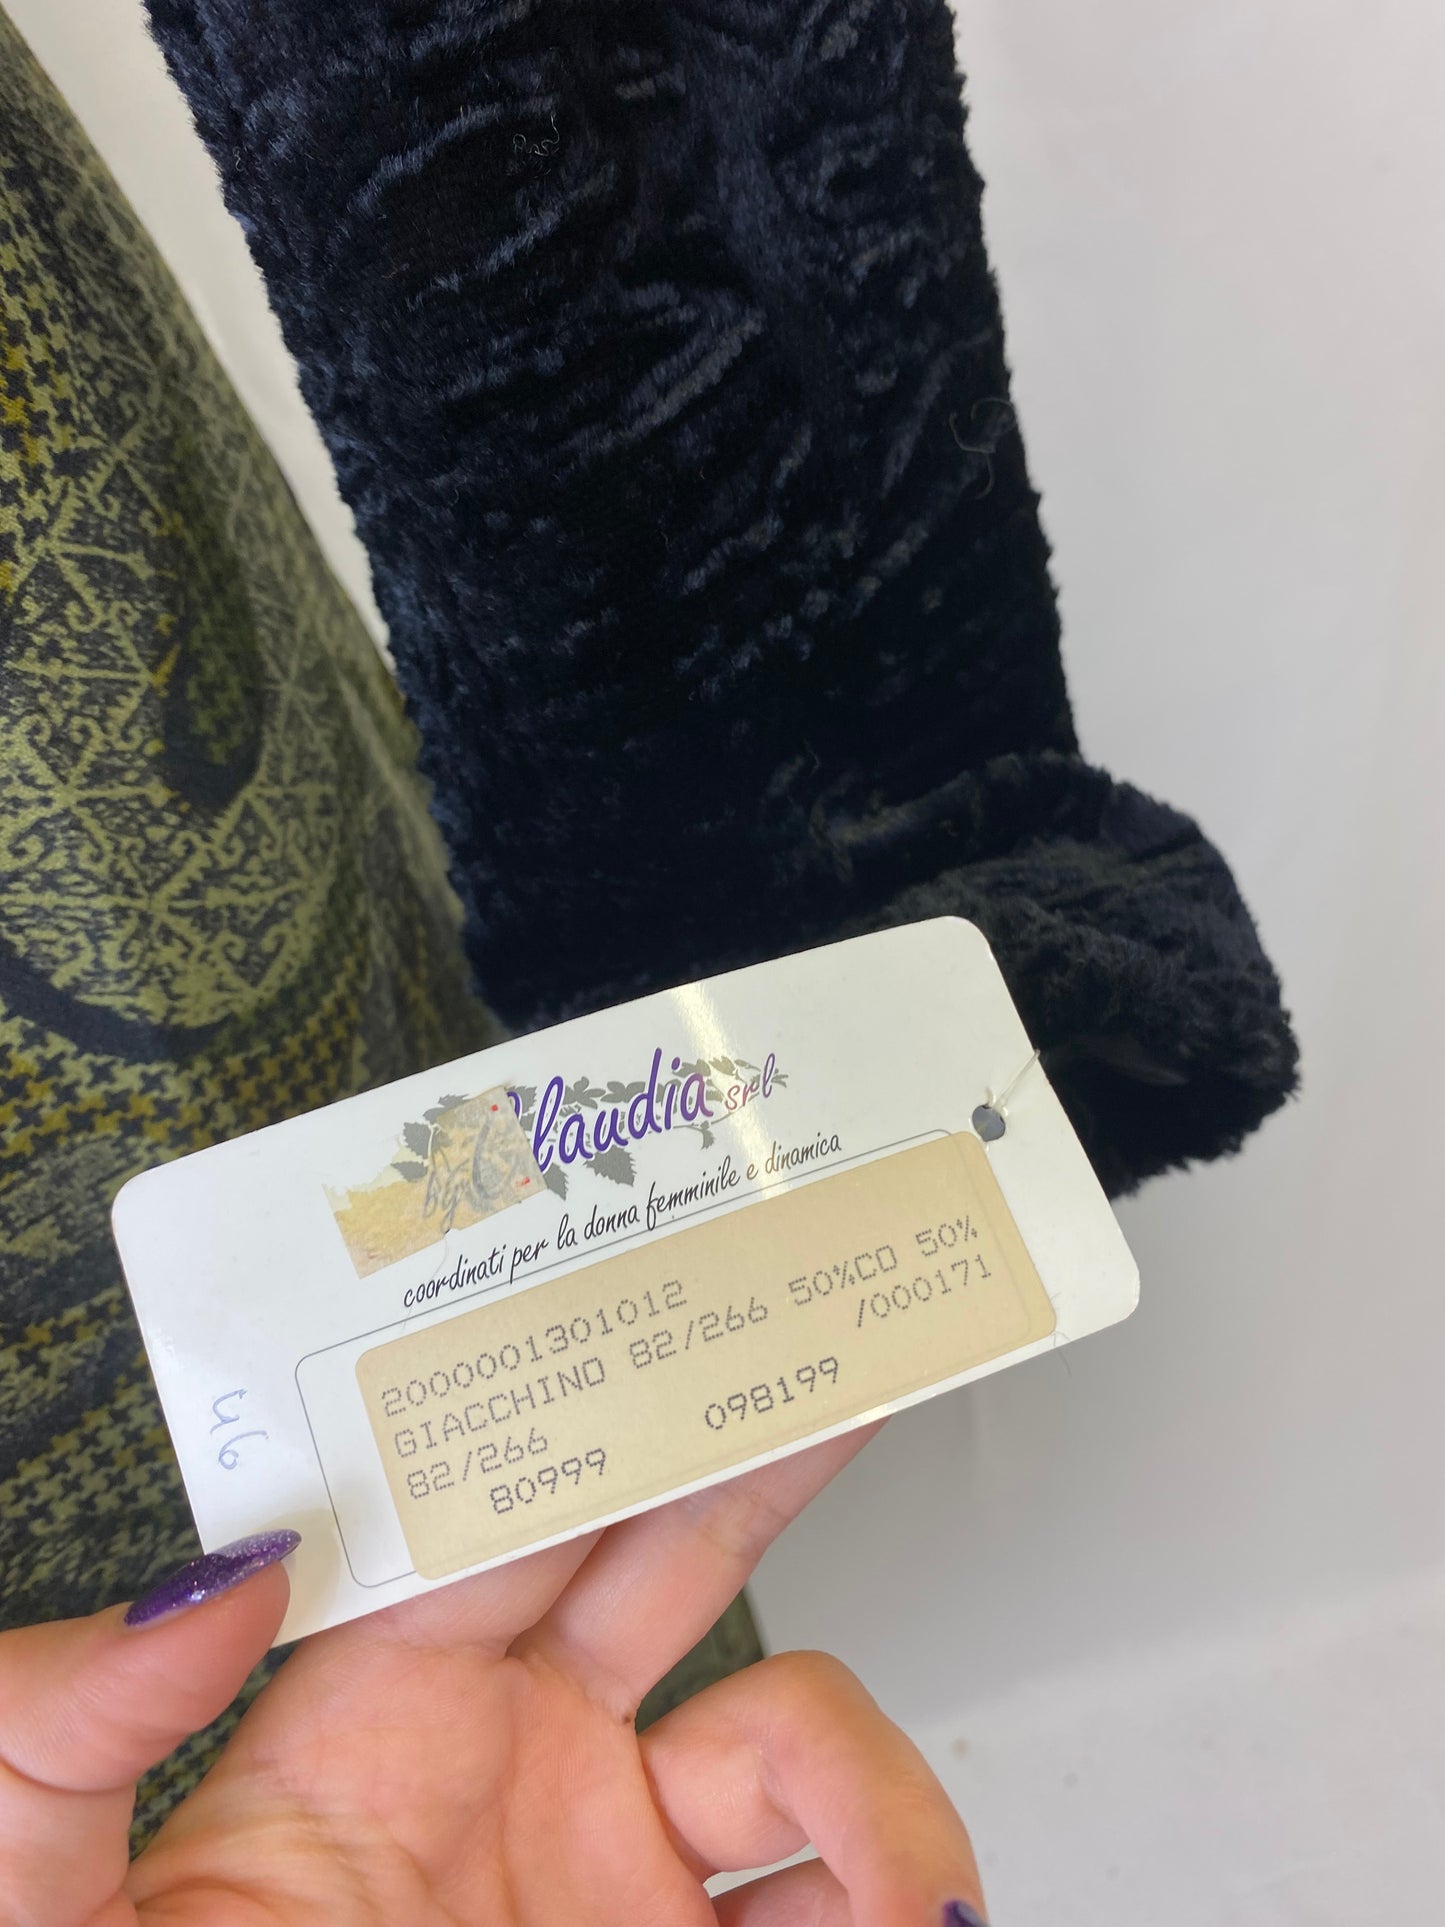 Claudia srl
coordinati per la donna femminile e dinamica
2000001301012
GIACCHINO 82/266 50%CO 50%
82/266 /000171
80999 098199
46